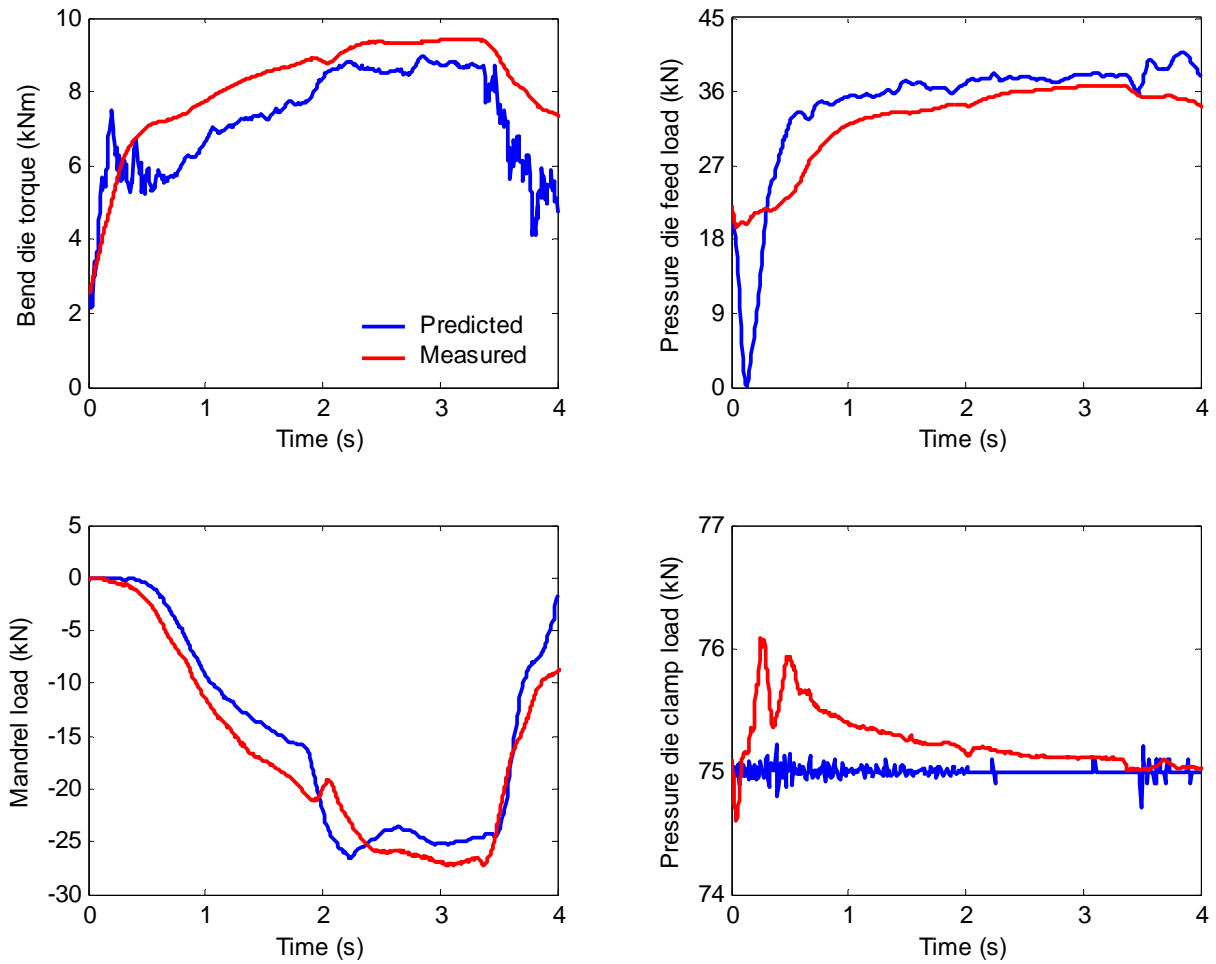 Bend die torque (kNm)
10
8
6
4
2
0
Predicted
Measured
0 1 2 3 4
Time (s)
Pressure die feed load (kN)
45
36
27
18
9
0
0 1 2 3 4
Time (s)
Mandrel load (kN)
5
0
-5
-10
-15
-20
-25
-30
0 1 2 3 4
Time (s)
Pressure die clamp load (kN)
77
76
75
74
0 1 2 3 4
Time (s)